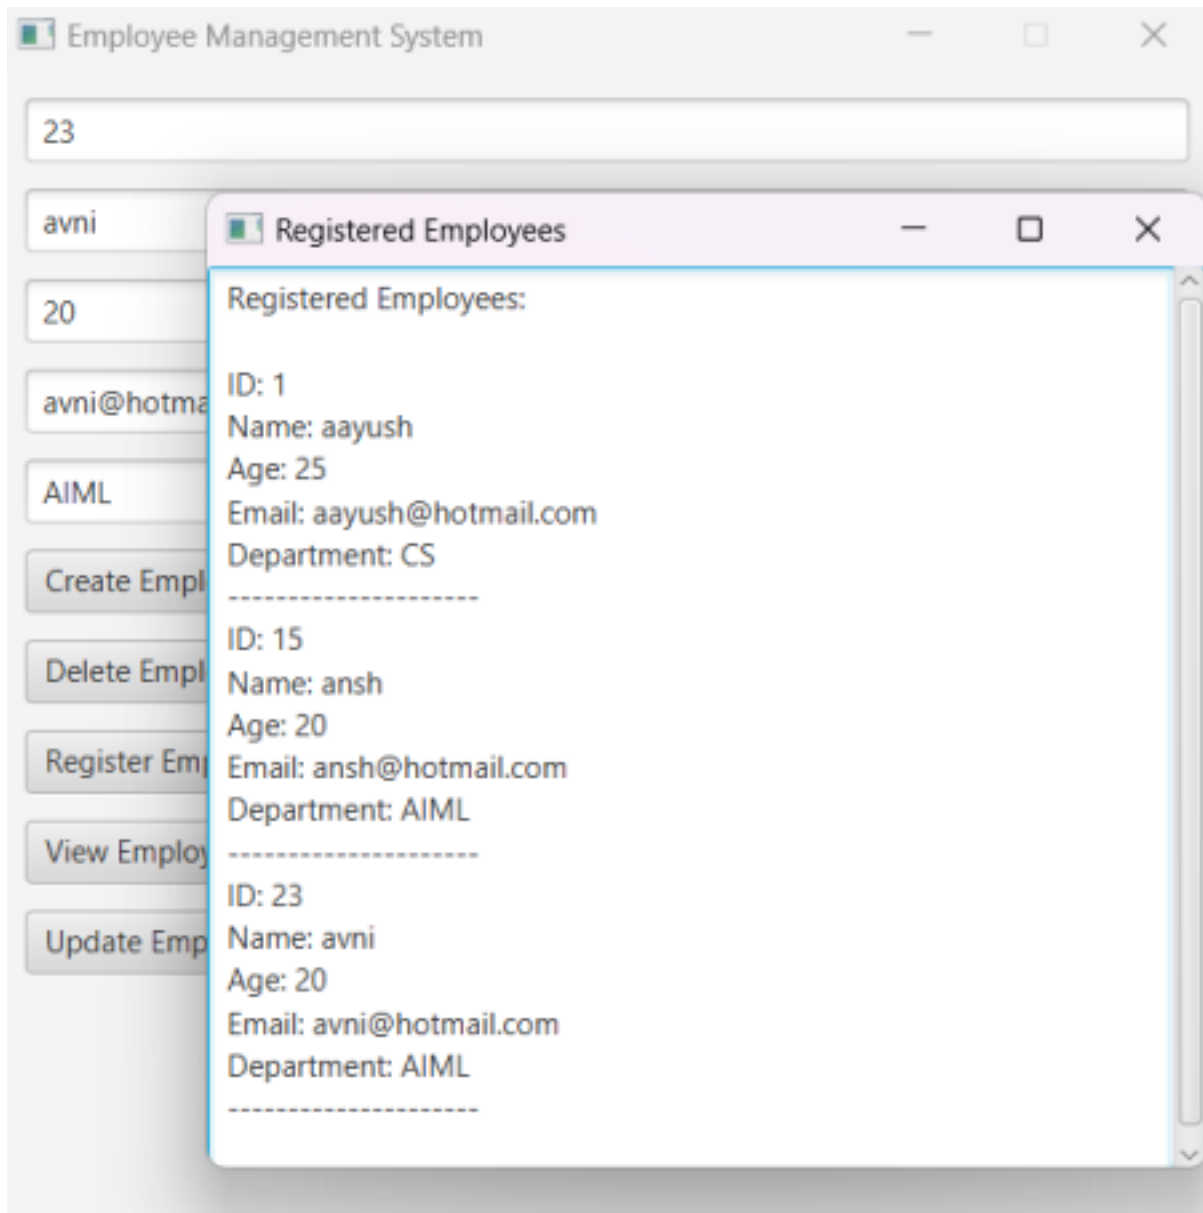 Employee Management System
23
avni
20
avni@hotma
AIML
Create Empl
Delete Empl
Register Emp
View Employ
Update Emp
Registered Employees
Registered Employees:
ID: 1
Name: aayush
Age: 25
Email: aayush@hotmail.com
Department: CS
---------------------
ID: 15
Name: ansh
Age: 20
Email: ansh@hotmail.com
Department: AIML
---------------------
ID: 23
Name: avni
Age: 20
Email: avni@hotmail.com
Department: AIML
---------------------